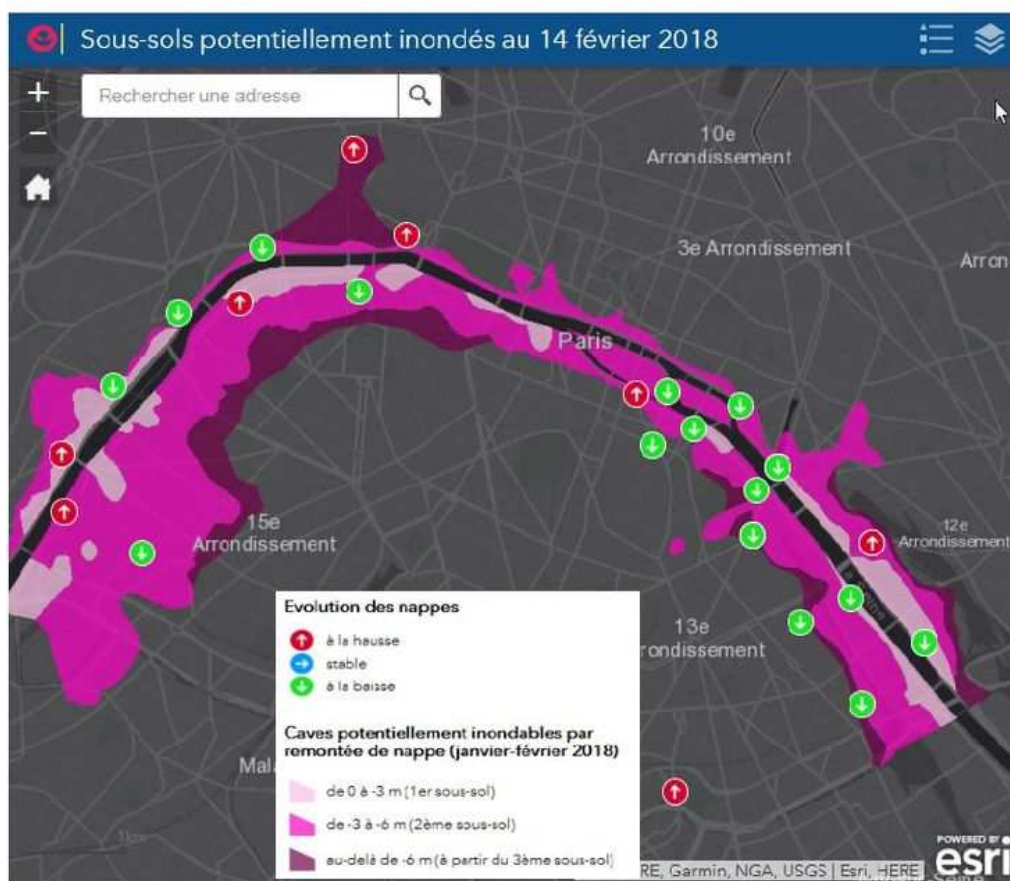 Sous-sols potentiellement inondés au 14 février 2018
+
Rechercher une adresse
−
10e
Arrondissement
3e Arrondissement
Arron
Paris
15e
Arrondissement
12e
Arrondissement
Seine
13e
rondissement
Mala
Evolution des nappes
à la hausse
stable
à la baisse
Caves potentiellement inondables par
remontée de nappe (janvier-février 2018)
de 0 à -3 m (1er sous-sol)
de -3 à -6 m (2ème sous-sol)
au-delà de -6 m (à partir du 3ème sous-sol)
1km
POWERED BY
esri
RE, Garmin, NGA, USGS | Esri, HERE